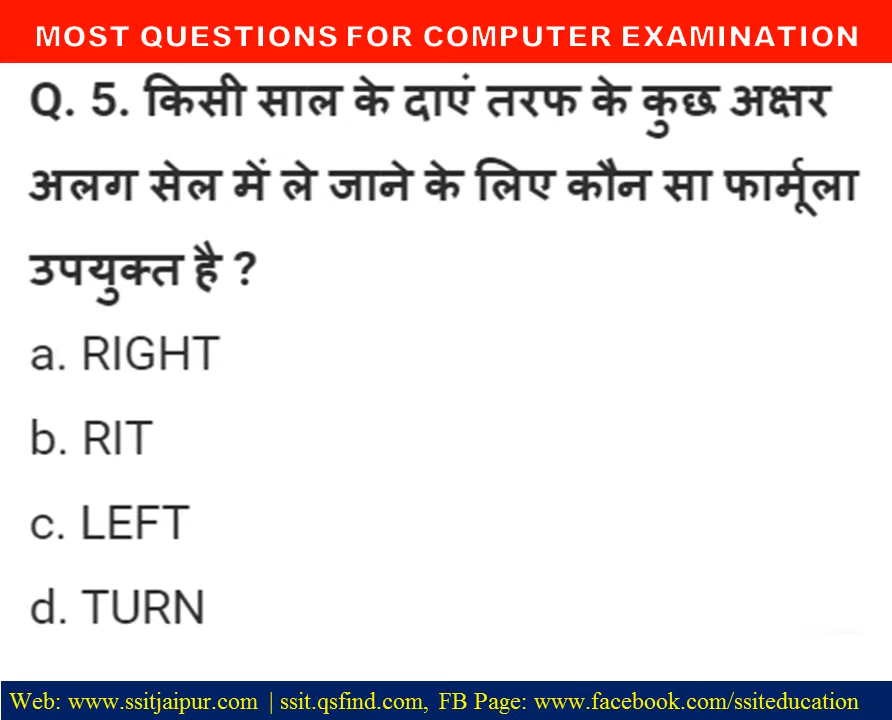 MOST QUESTIONS FOR COMPUTER EXAMINATION
Q. 5. किसी साल के दाएं तरफ के कुछ अक्षर
अलग सेल में ले जाने के लिए कौन सा फार्मूला
उपयुक्त है ?
a. RIGHT
b. RIT
c. LEFT
d. TURN
Web: www.ssitjaipur.com | ssit.qsfind.com, FB Page: www.facebook.com/ssiteducation